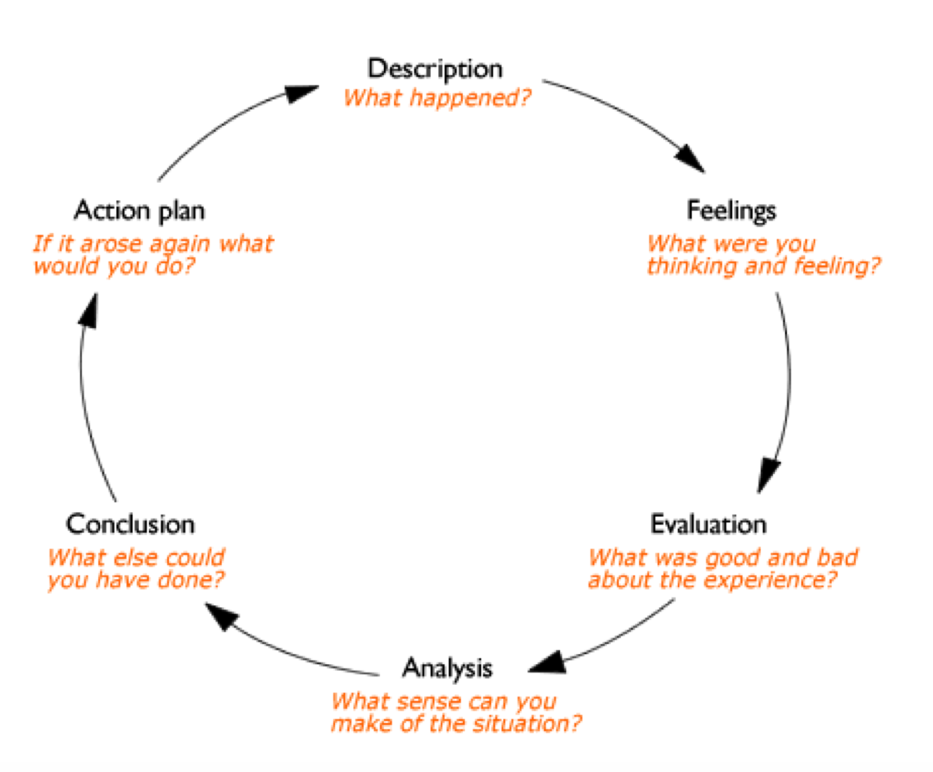 Description
What happened?
Feelings
What were you
thinking and feeling?
Evaluation
What was good and bad
about the experience?
Analysis
What sense can you
make of the situation?
Conclusion
What else could
you have done?
Action plan
If it arose again what
would you do?